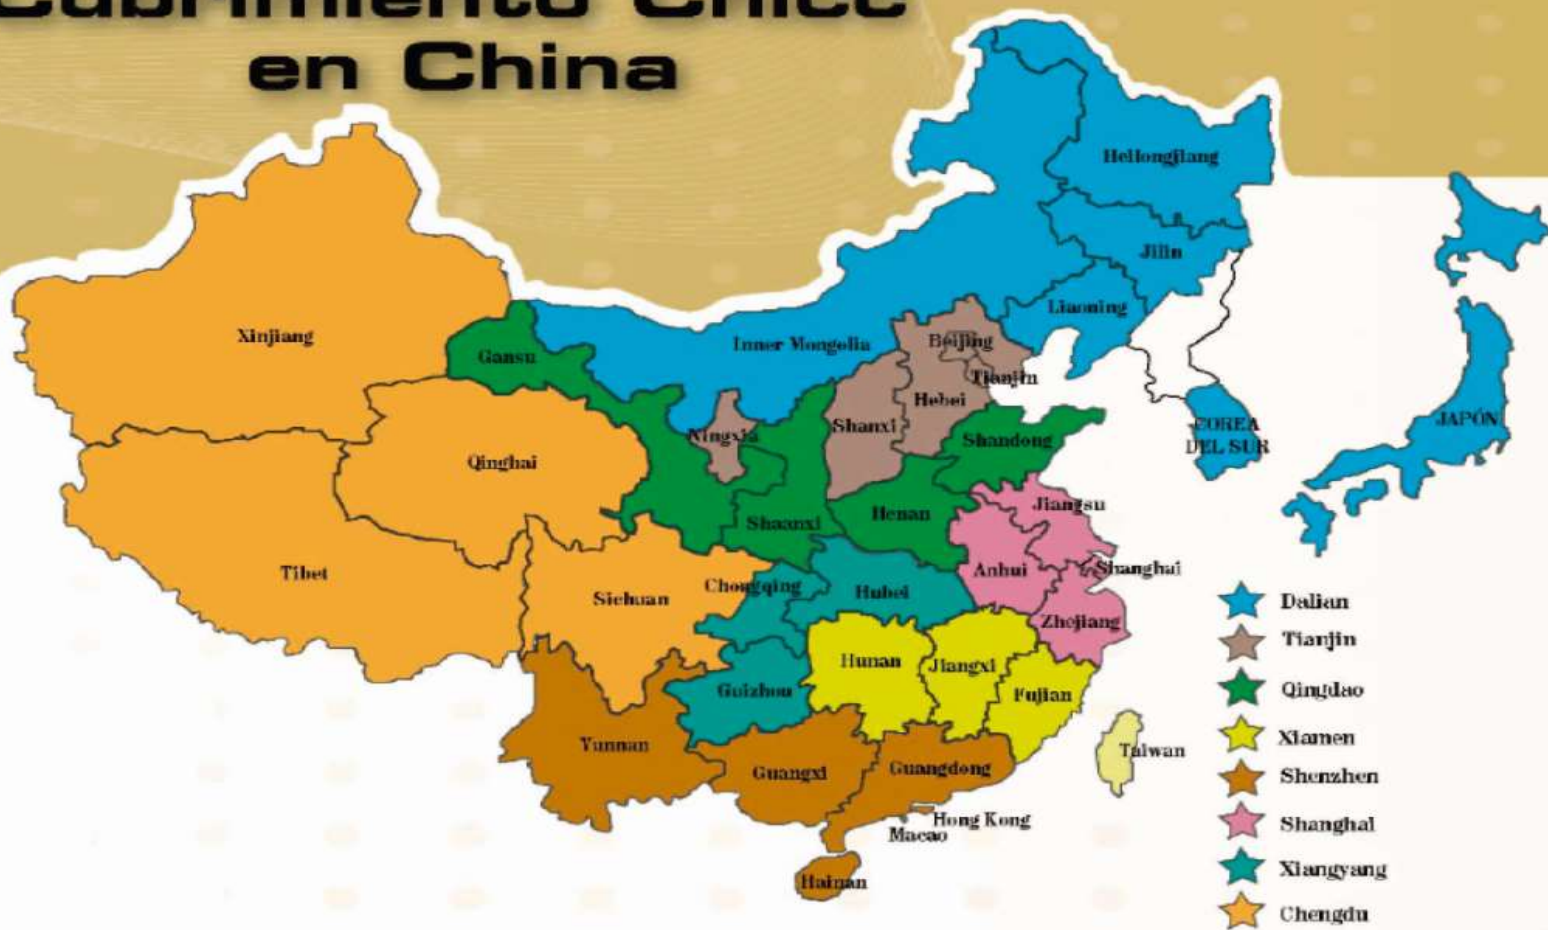 Cubrimiento Chicc
en China
Heilongjiang
Jilin
Liaoning
Inner Mongolia
Beijing
Tianjin
Hebei
Shanxi
Ningxia
Xinjiang
Gansu
Qinghai
Shandong
COREA
DEL SUR
JAPÓN
Jiangsu
Shaanxi
Henan
Anhui
Shanghai
Tibet
Sichuan
Chongqing
Hubei
Zhejiang
Hunan
Jiangxi
Fujian
Guizhou
Yunnan
Guangxi
Guangdong
Taiwan
Hong Kong
Macao
Hainan
Dalian
Tianjin
Qingdao
Xiamen
Shenzhen
Shanghai
Xiangyang
Chengdu